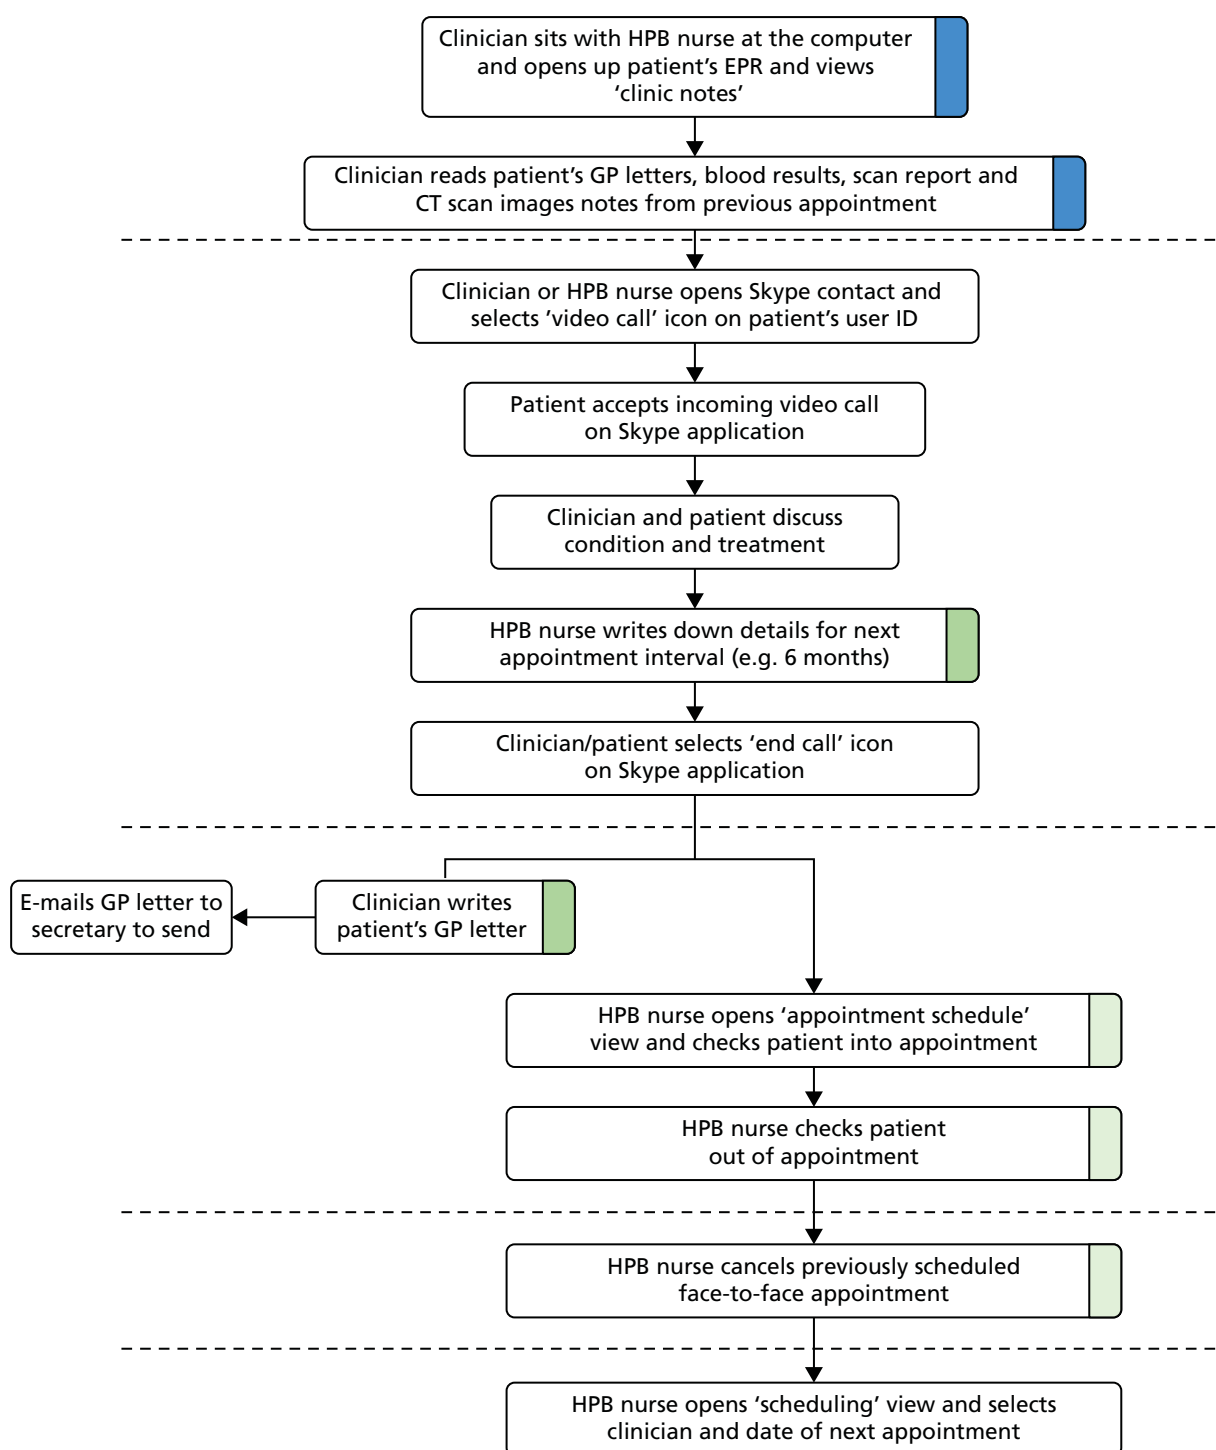 Clinician sits with HPB nurse at the computer
and opens up patient’s EPR and views
‘clinic notes’
Clinician reads patient’s GP letters, blood results, scan report and
CT scan images notes from previous appointment
Clinician or HPB nurse opens Skype contact and
selects ’video call’ icon on patient’s user ID
Patient accepts incoming video call
on Skype application
Clinician and patient discuss
condition and treatment
HPB nurse writes down details for next
appointment interval (e.g. 6 months)
Clinician/patient selects ‘end call’ icon
on Skype application
E-mails GP letter to
secretary to send
Clinician writes
patient’s GP letter
HPB nurse opens ‘appointment schedule’
view and checks patient into appointment
HPB nurse checks patient
out of appointment
HPB nurse cancels previously scheduled
face-to-face appointment
HPB nurse opens ‘scheduling’ view and selects
clinician and date of next appointment